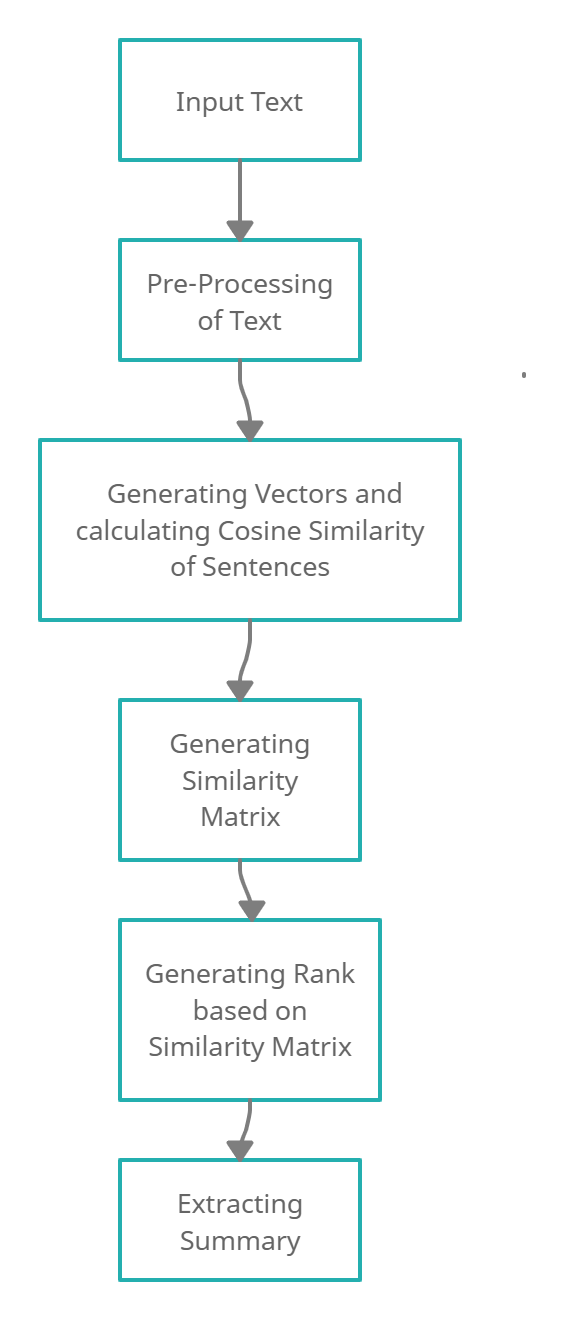 Input Text
Pre-Processing
of Text
Generating Vectors and
calculating Cosine Similarity
of Sentences
Generating
Similarity
Matrix
Generating Rank
based on
Similarity Matrix
Extracting
Summary